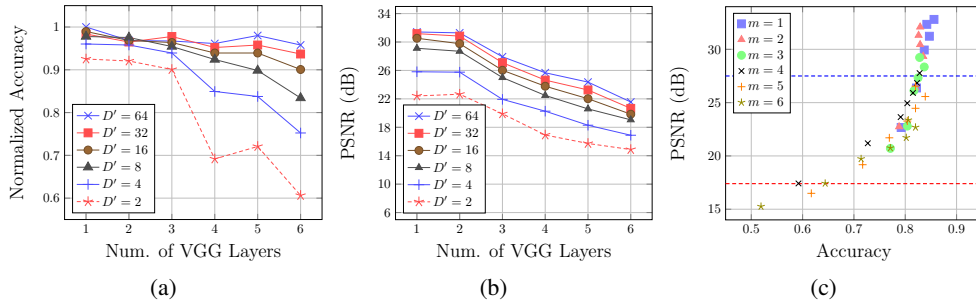 Normalized Accuracy
1
0.9
0.8
0.7
0.6
D′ = 64
D′ = 32
D′ = 16
D′ = 8
D′ = 4
D′ = 2
1 2 3 4 5 6
Num. of VGG Layers
(a)
PSNR (dB)
34
30
26
22
18
14
10
6
D′ = 64
D′ = 32
D′ = 16
D′ = 8
D′ = 4
D′ = 2
1 2 3 4 5 6
Num. of VGG Layers
(b)
PSNR (dB)
30
25
20
15
m = 1
m = 2
m = 3
m = 4
m = 5
m = 6
0.5 0.6 0.7 0.8 0.9
Accuracy
(c)